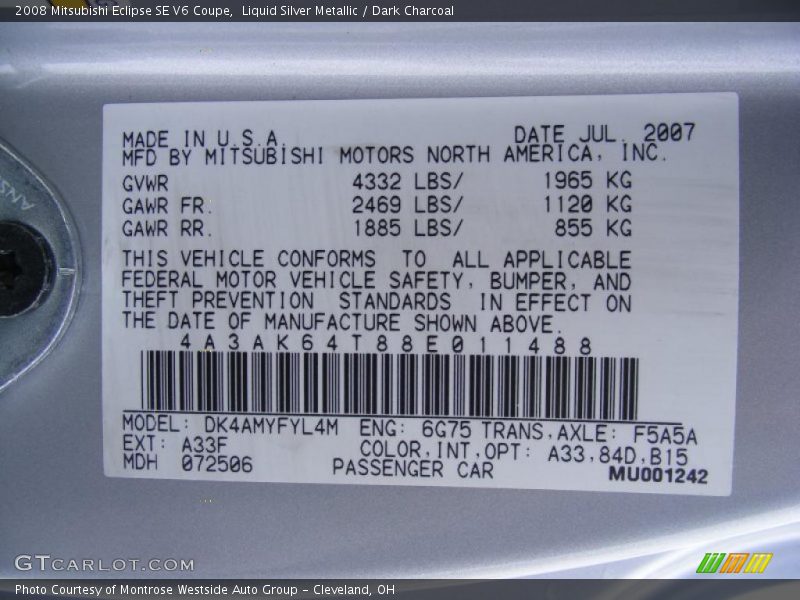 2008 Mitsubishi Eclipse SE V6 Coupe,  Liquid Silver Metallic / Dark Charcoal
MADE IN U.S.A. DATE JUL. 2007
MFD BY MITSUBISHI MOTORS NORTH AMERICA, INC.
GVWR 4332 LBS/ 1965 KG
GAWR FR. 2469 LBS/ 1120 KG
GAWR RR. 1885 LBS/ 855 KG
THIS VEHICLE CONFORMS TO ALL APPLICABLE
FEDERAL MOTOR VEHICLE SAFETY, BUMPER, AND
THEFT PREVENTION STANDARDS IN EFFECT ON
THE DATE OF MANUFACTURE SHOWN ABOVE.
4A3AK64T88E011488
MODEL: DK4AMYFYL4M ENG: 6G75 TRANS,AXLE: F5A5A
EXT: A33F COLOR,INT,OPT: A33,84D,B15
MDH 072506 PASSENGER CAR MU001242
GTCARLOT.COM
Photo Courtesy of Montrose Westside Auto Group - Cleveland, OH